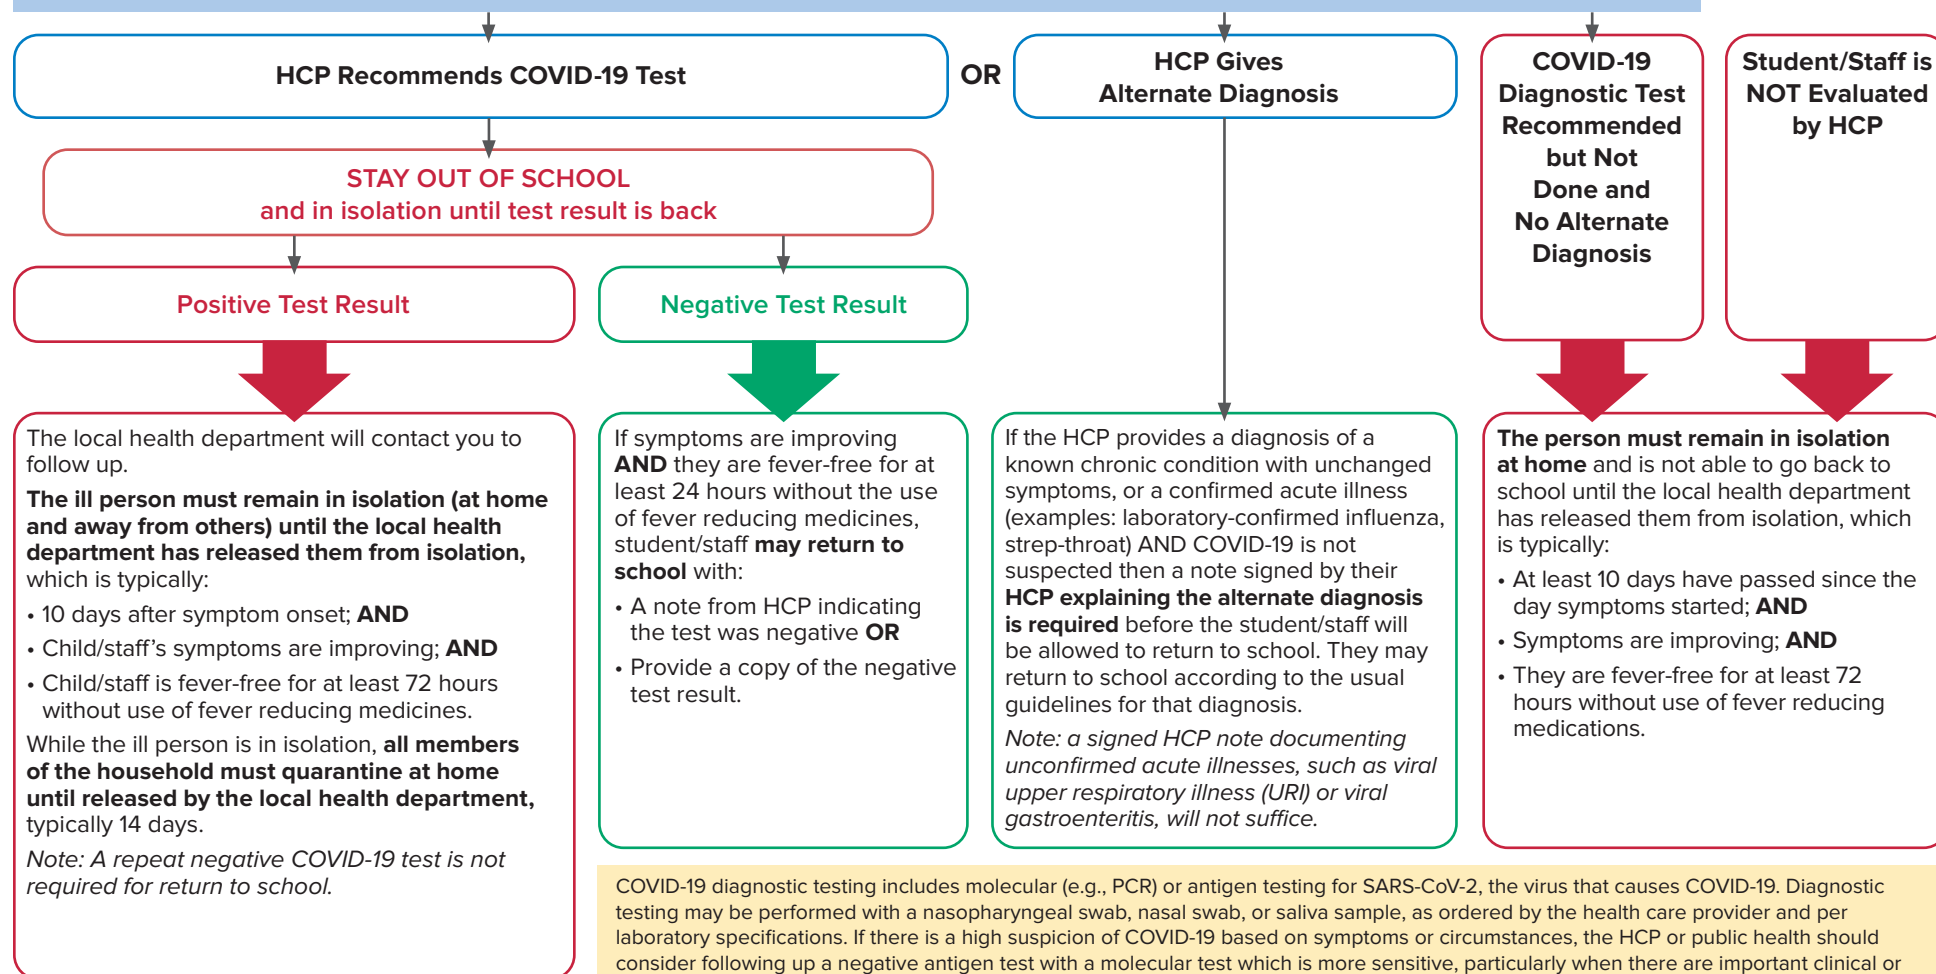 HCP Recommends COVID-19 Test
OR
HCP Gives
Alternate Diagnosis
COVID-19
Diagnostic Test
Recommended
but Not
Done and
No Alternate
Diagnosis
Student/Staff is
NOT Evaluated
by HCP
STAY OUT OF SCHOOL
and in isolation until test result is back
Positive Test Result
Negative Test Result
The local health department will contact you to
follow up.
The ill person must remain in isolation (at home
and away from others) until the local health
department has released them from isolation,
which is typically:
• 10 days after symptom onset; AND
• Child/staff's symptoms are improving; AND
• Child/staff is fever-free for at least 72 hours
without use of fever reducing medicines.
While the ill person is in isolation, all members
of the household must quarantine at home
until released by the local health department,
typically 14 days.
Note: A repeat negative COVID-19 test is not
required for return to school.
If symptoms are improving
AND they are fever-free for at
least 24 hours without the use
of fever reducing medicines,
student/staff may return to
school with:
• A note from HCP indicating
the test was negative OR
• Provide a copy of the negative
test result.
If the HCP provides a diagnosis of a
known chronic condition with unchanged
symptoms, or a confirmed acute illness
(examples: laboratory-confirmed influenza,
strep-throat) AND COVID-19 is not
suspected then a note signed by their
HCP explaining the alternate diagnosis
is required before the student/staff will
be allowed to return to school. They may
return to school according to the usual
guidelines for that diagnosis.
Note: a signed HCP note documenting
unconfirmed acute illnesses, such as viral
upper respiratory illness (URI) or viral
gastroenteritis, will not suffice.
The person must remain in isolation
at home and is not able to go back to
school until the local health department
has released them from isolation, which
is typically:
• At least 10 days have passed since the
day symptoms started; AND
• Symptoms are improving; AND
• They are fever-free for at least 72
hours without use of fever reducing
medications.
COVID-19 diagnostic testing includes molecular (e.g., PCR) or antigen testing for SARS-CoV-2, the virus that causes COVID-19. Diagnostic
testing may be performed with a nasopharyngeal swab, nasal swab, or saliva sample, as ordered by the health care provider and per
laboratory specifications. If there is a high suspicion of COVID-19 based on symptoms or circumstances, the HCP or public health should
consider following up a negative antigen test with a molecular test which is more sensitive, particularly when there are important clinical or